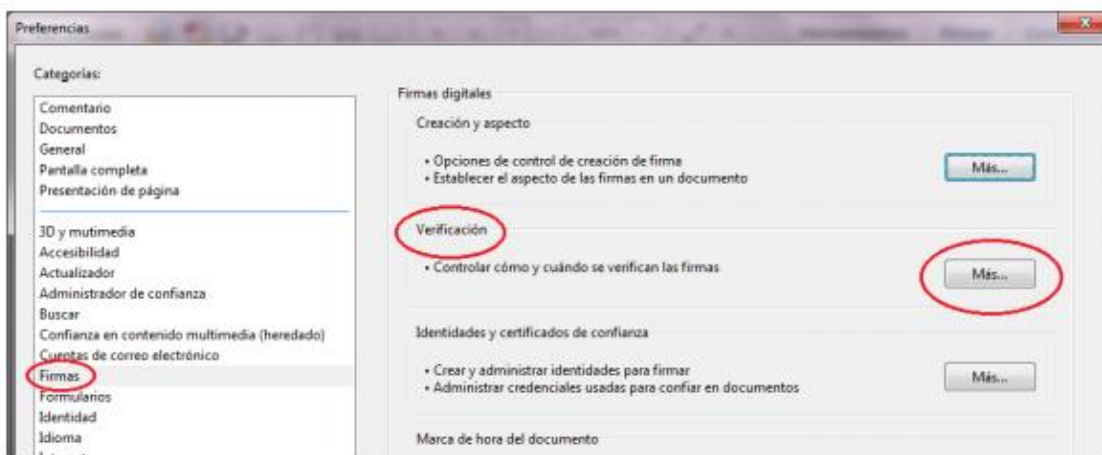 Preferencias
Categorías:
Comentario
Documentos
General
Pantalla completa
Presentación de página
3D y mutimedia
Accesibilidad
Actualizador
Administrador de confianza
Buscar
Confianza en contenido multimedia (heredado)
Cuentas de correo electrónico
Firmas
Formularios
Identidad
Idioma
Firmas digitales
Creación y aspecto
• Opciones de control de creación de firma
• Establecer el aspecto de las firmas en un documento
Más...
Verificación
• Controlar cómo y cuándo se verifican las firmas
Más...
Identidades y certificados de confianza
• Crear y administrar identidades para firmar
• Administrar credenciales usadas para confiar en documentos
Más...
Marca de hora del documento